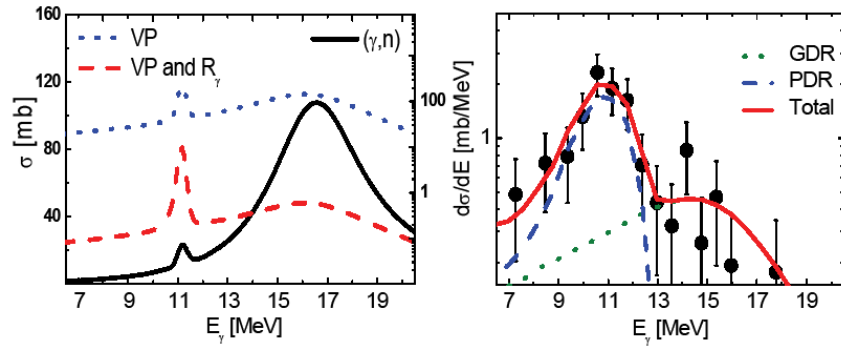 160
120
80
40
σ [mb]
VP
VP and Rγ
(γ,n)
100
1
7 9 11 13 15 17 19
Eγ [MeV]
dσ/dE [mb/MeV]
1
GDR
PDR
Total
7 9 11 13 15 17 19
Eγ [MeV]